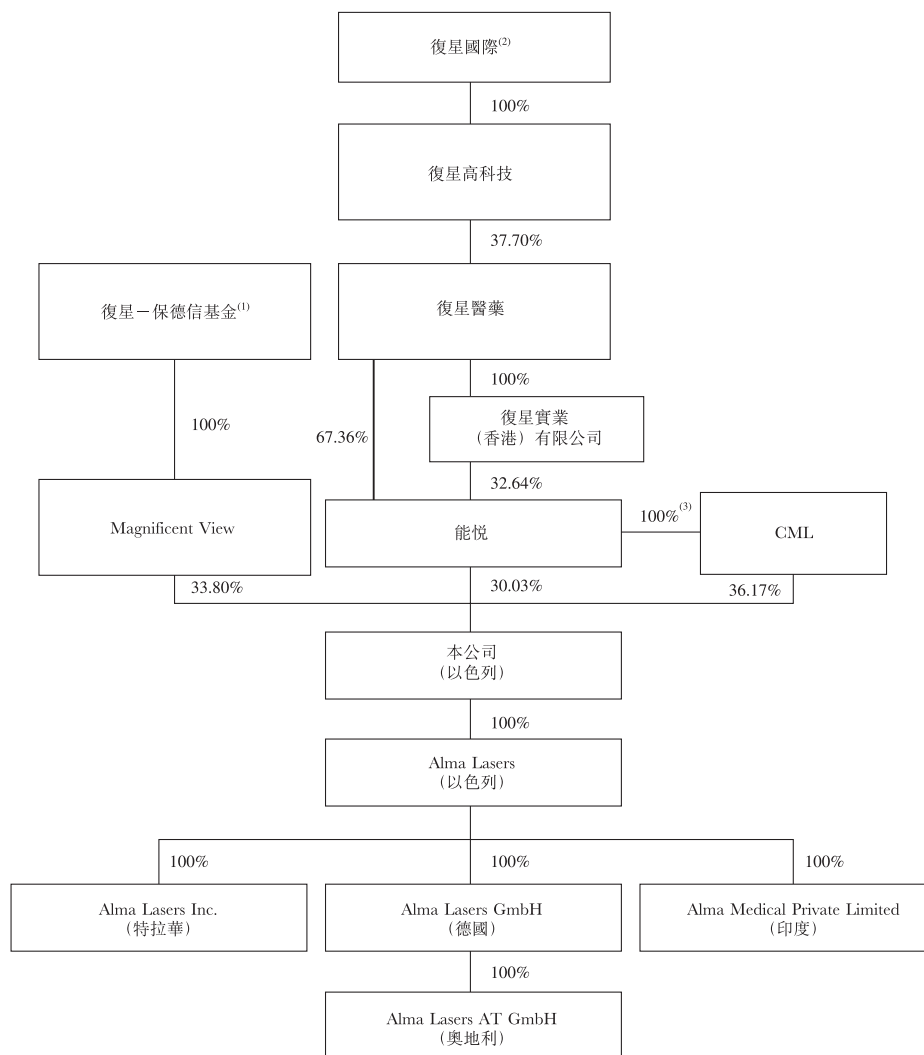 復星國際(2)
100%
復星高科技
37.70%
復星－保德信基金(1)
復星醫藥
100%
100%
67.36%
復星實業
（香港）有限公司
32.64%
Magnificent View
能悦
100%(3)
CML
33.80%
30.03%
36.17%
本公司
（以色列）
100%
Alma Lasers
（以色列）
100%
100%
100%
Alma Lasers Inc.
（特拉華）
Alma Lasers GmbH
（德國）
Alma Medical Private Limited
（印度）
100%
Alma Lasers AT GmbH
（奧地利）